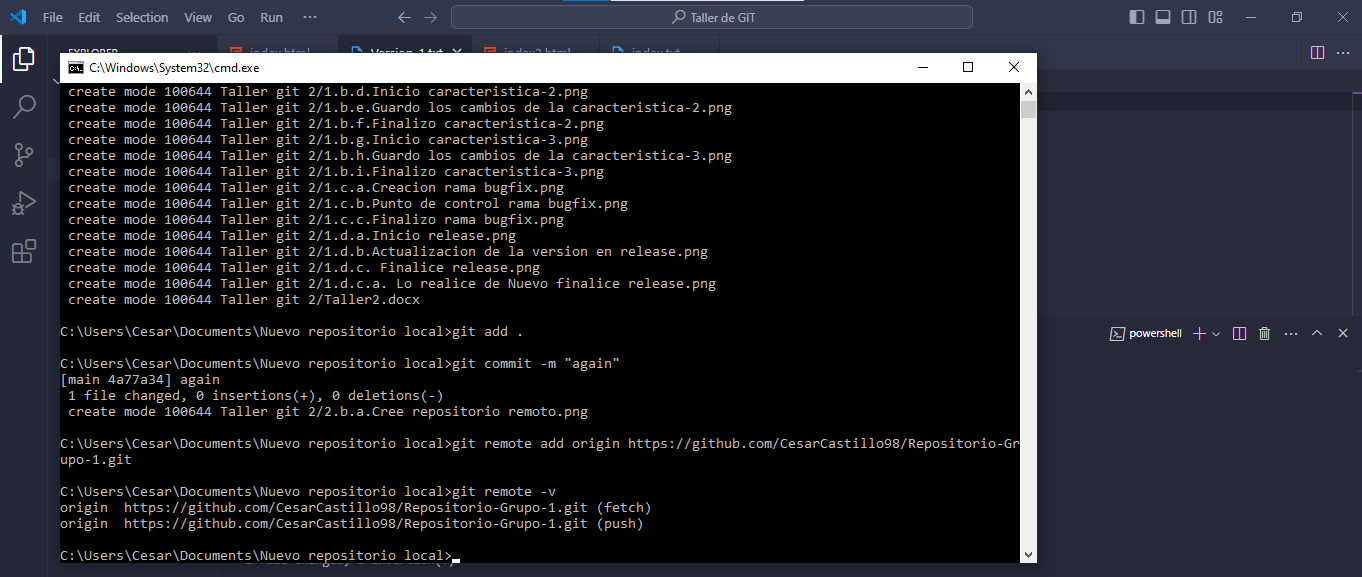 File Edit Selection View Go Run ··· Taller de GIT
EXPLORER index.html Version_1.txt index2.html index.txt
C:\Windows\System32\cmd.exe
create mode 100644 Taller git 2/1.b.d.Inicio caracteristica-2.png
create mode 100644 Taller git 2/1.b.e.Guardo los cambios de la caracteristica-2.png
create mode 100644 Taller git 2/1.b.f.Finalizo caracteristica-2.png
create mode 100644 Taller git 2/1.b.g.Inicio caracteristica-3.png
create mode 100644 Taller git 2/1.b.h.Guardo los cambios de la caracteristica-3.png
create mode 100644 Taller git 2/1.b.i.Finalizo caracteristica-3.png
create mode 100644 Taller git 2/1.c.a.Creacion rama bugfix.png
create mode 100644 Taller git 2/1.c.b.Punto de control rama bugfix.png
create mode 100644 Taller git 2/1.c.c.Finalizo rama bugfix.png
create mode 100644 Taller git 2/1.d.a.Inicio release.png
create mode 100644 Taller git 2/1.d.b.Actualizacion de la version en release.png
create mode 100644 Taller git 2/1.d.c. Finalice release.png
create mode 100644 Taller git 2/1.d.c.a. Lo realice de Nuevo finalice release.png
create mode 100644 Taller git 2/Taller2.docx
C:\Users\Cesar\Documents\Nuevo repositorio local>git add .
powershell
C:\Users\Cesar\Documents\Nuevo repositorio local>git commit -m "again"
[main 4a77a34] again
1 file changed, 0 insertions(+), 0 deletions(-)
create mode 100644 Taller git 2/2.b.a.Cree repositorio remoto.png
C:\Users\Cesar\Documents\Nuevo repositorio local>git remote add origin https://github.com/CesarCastillo98/Repositorio-Gr
upo-1.git
C:\Users\Cesar\Documents\Nuevo repositorio local>git remote -v
origin https://github.com/CesarCastillo98/Repositorio-Grupo-1.git (fetch)
origin https://github.com/CesarCastillo98/Repositorio-Grupo-1.git (push)
C:\Users\Cesar\Documents\Nuevo repositorio local>